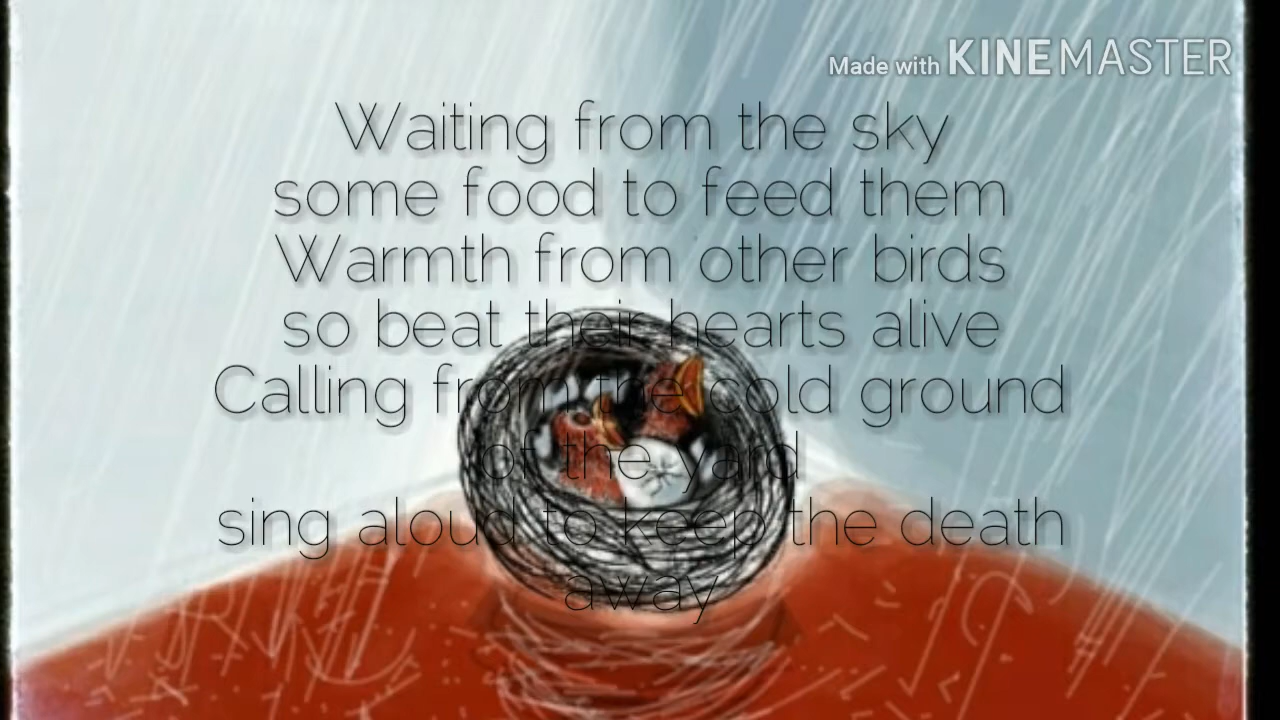 Made with KINEMASTER
Waiting from the sky
some food to feed them
Warmth from other birds
so beat their hearts alive
Calling from the cold ground
of the yard
sing aloud to keep the death
away